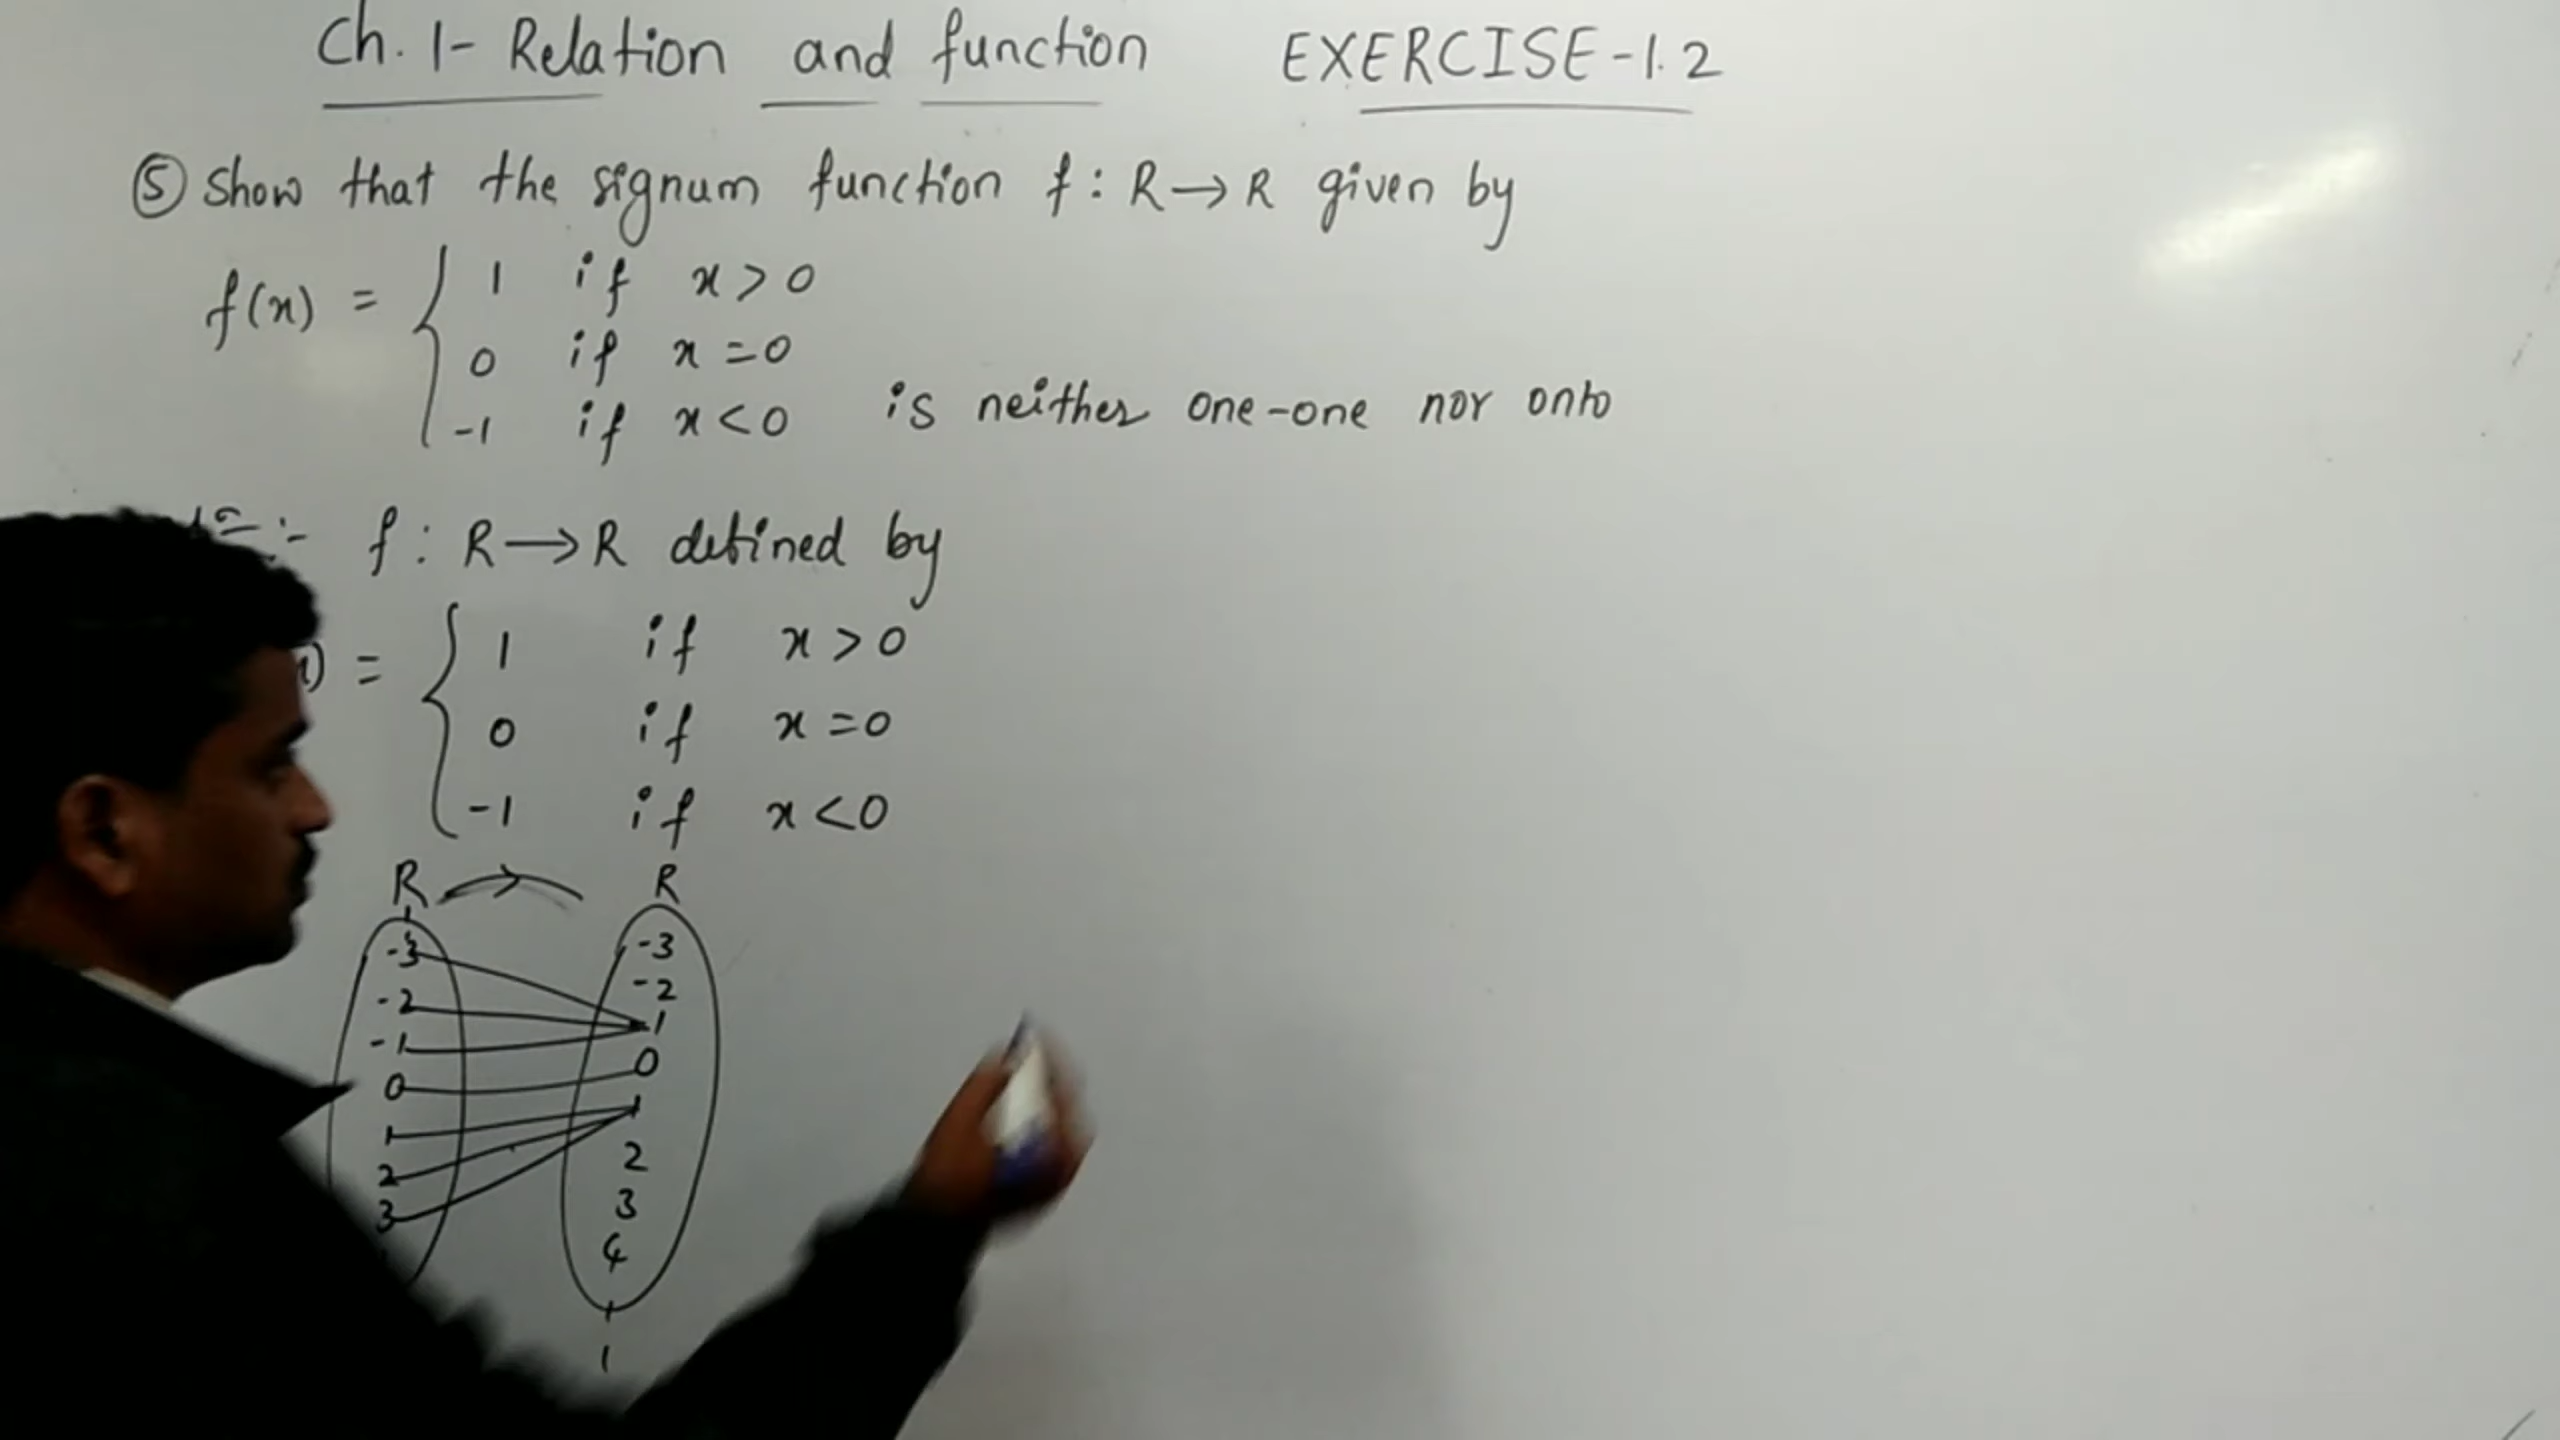 Ch. 1- Relation and function EXERCISE-1.2
⑤ Show that the signum function f : R→R given by
f(x) = { 1 if x > 0
0 if x = 0
-1 if x < 0 is neither one-one nor onto
:- f : R→R defined by
) = { 1 if x > 0
0 if x = 0
-1 if x < 0
R → R
-3 -3
-2 -2
-1 -1
0 0
1 1
2 2
3 3
4